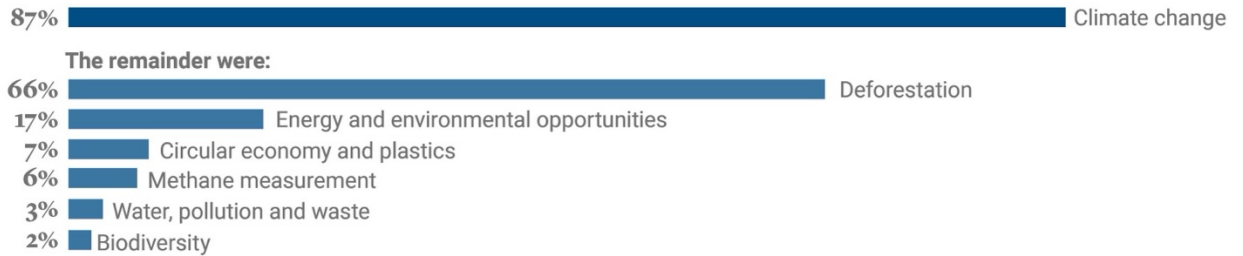 87% Climate change
The remainder were:
66% Deforestation
17% Energy and environmental opportunities
7% Circular economy and plastics
6% Methane measurement
3% Water, pollution and waste
2% Biodiversity